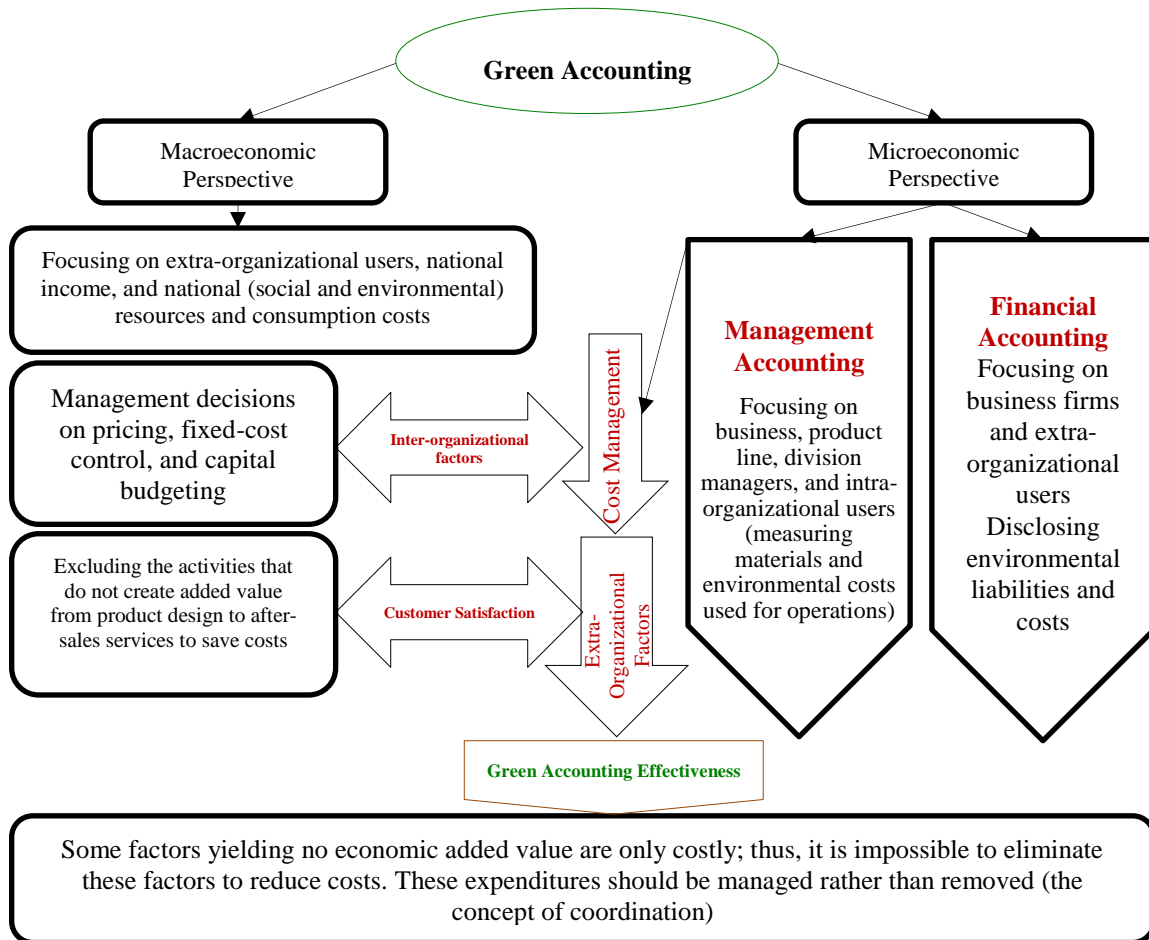 Green Accounting
Macroeconomic
Perspective
Microeconomic
Perspective
Focusing on extra-organizational users, national
income, and national (social and environmental)
resources and consumption costs
Management decisions
on pricing, fixed-cost
control, and capital
budgeting
Inter-organizational
factors
Cost Management
Excluding the activities that
do not create added value
from product design to after-
sales services to save costs
Customer Satisfaction
Extra-
Organizational
Factors
Management
Accounting
Focusing on
business, product
line, division
managers, and intra-
organizational users
(measuring
materials and
environmental costs
used for operations)
Financial
Accounting
Focusing on
business firms
and extra-
organizational
users
Disclosing
environmental
liabilities and
costs
Green Accounting Effectiveness
Some factors yielding no economic added value are only costly; thus, it is impossible to eliminate
these factors to reduce costs. These expenditures should be managed rather than removed (the
concept of coordination)